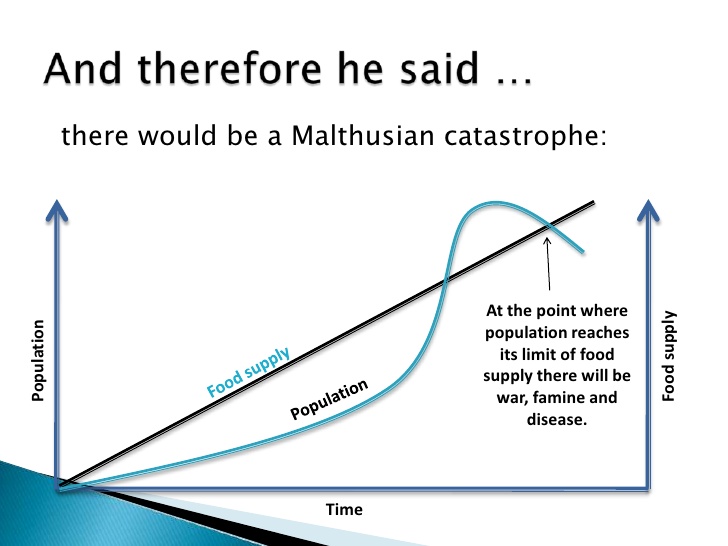 And therefore he said …
there would be a Malthusian catastrophe:
Population
Food supply
Population
At the point where
population reaches
its limit of food
supply there will be
war, famine and
disease.
Food supply
Time